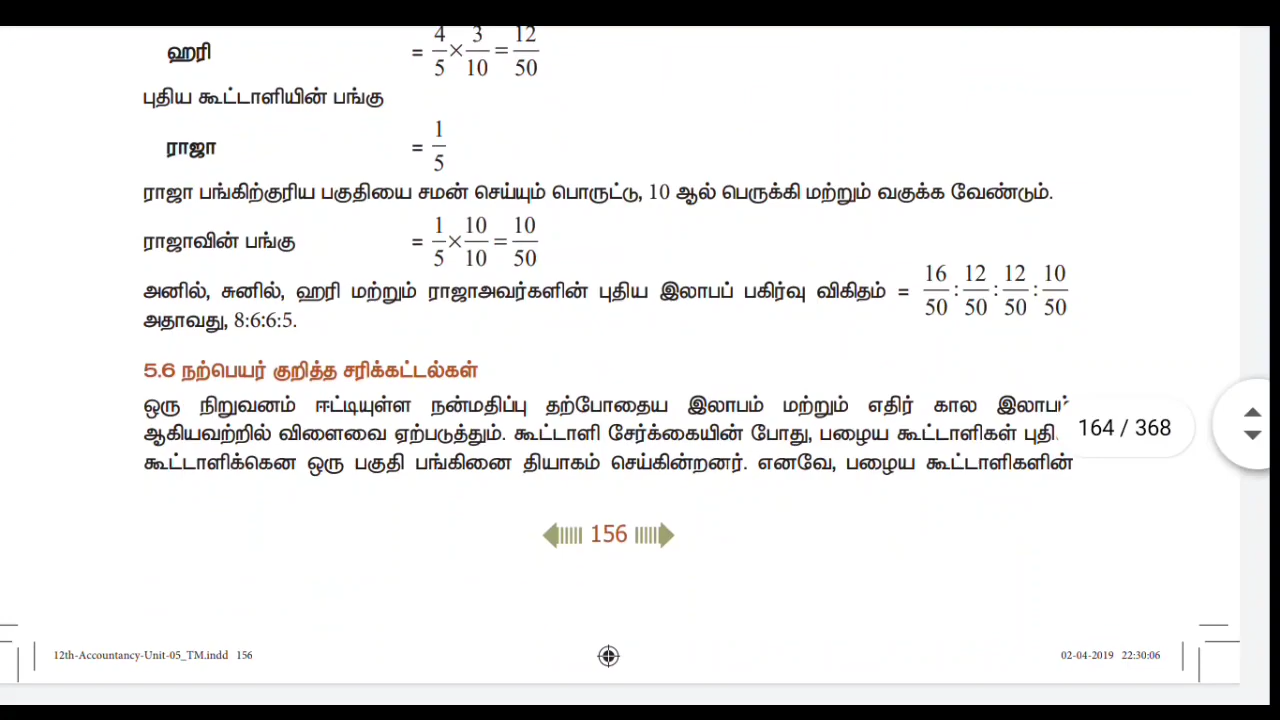 ஹரி = 4/5 × 3/10 = 12/50
புதிய கூட்டாளியின் பங்கு
ராஜா = 1/5
ராஜா பங்கிற்குரிய பகுதியை சமன் செய்யும் பொருட்டு, 10 ஆல் பெருக்கி மற்றும் வகுக்க வேண்டும்.
ராஜாவின் பங்கு = 1/5 × 10/10 = 10/50
அனில், சுனில், ஹரி மற்றும் ராஜாஅவர்களின் புதிய இலாபப் பகிர்வு விகிதம் = 16/50 : 12/50 : 12/50 : 10/50
அதாவது, 8:6:6:5.
5.6 நற்பெயர் குறித்த சரிக்கட்டல்கள்
ஒரு நிறுவனம் ஈட்டியுள்ள நன்மதிப்பு தற்போதைய இலாபம் மற்றும் எதிர் கால இலாபம்
ஆகியவற்றில் விளைவை ஏற்படுத்தும். கூட்டாளி சேர்க்கையின் போது, பழைய கூட்டாளிகள்
164 / 368
கூட்டாளிக்கென ஒரு பகுதி பங்கினை தியாகம் செய்கின்றனர். எனவே, பழைய கூட்டாளிகளின்
156
12th-Accountancy-Unit-05_TM.indd 156
02-04-2019 22:30:06